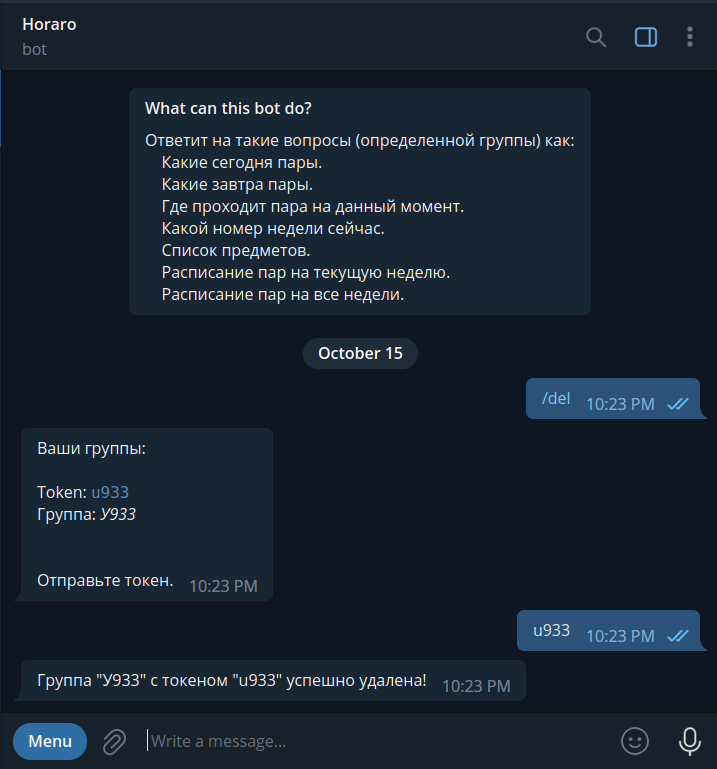 Horaro
bot
What can this bot do?
Ответит на такие вопросы (определенной группы) как:
Какие сегодня пары.
Какие завтра пары.
Где проходит пара на данный момент.
Какой номер недели сейчас.
Список предметов.
Расписание пар на текущую неделю.
Расписание пар на все недели.
October 15
/del 10:23 PM
Ваши группы:
Token: u933
Группа: У933
Отправьте токен. 10:23 PM
u933 10:23 PM
Группа "У933" с токеном "u933" успешно удалена! 10:23 PM
Menu Write a message...